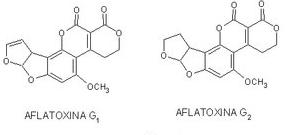 O O O O
O O
O O
OCH₃ OCH₃
AFLATOXINA G₁ AFLATOXINA G₂